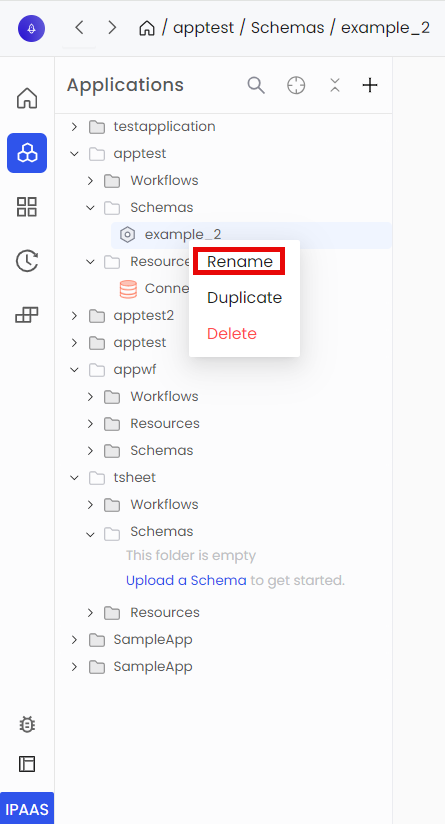 / apptest / Schemas / example_2
Applications
testapplication
apptest
Workflows
Schemas
example_2
Rename
Duplicate
Delete
Resourc
Conne
apptest2
apptest
appwf
Workflows
Resources
Schemas
tsheet
Workflows
Schemas
This folder is empty
Upload a Schema to get started.
Resources
SampleApp
SampleApp
IPAAS